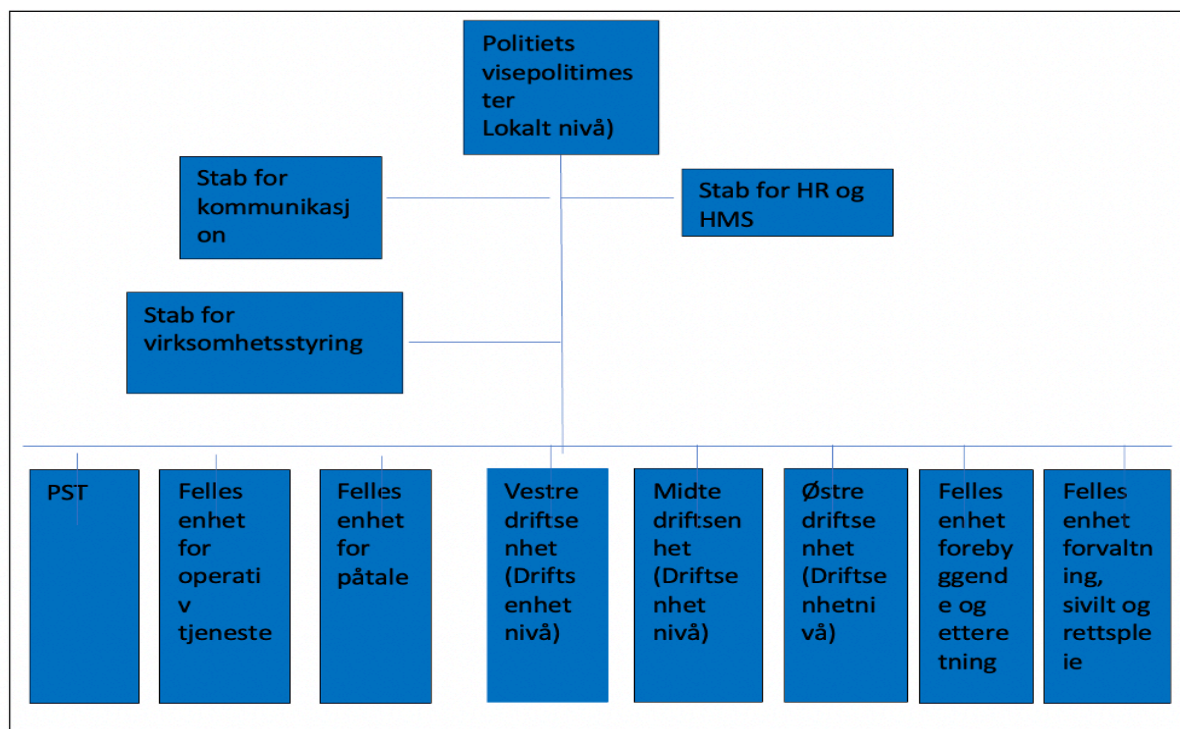 Politiets
visepolitimes
ter
Lokalt nivå)
Stab for
kommunikasj
on
Stab for HR og
HMS
Stab for
virksomhetsstyring
PST
Felles
enhet
for
operati
v
tjeneste
Felles
enhet
for
påtale
Vestre
driftse
nhet
(Drifts
enhet
nivå)
Midte
driftsen
het
(Driftse
nhet
nivå)
Østre
driftse
nhet
(Driftse
nhetni
vå)
Felles
enhet
foreby
ggend
e og
ettere
tning
Felles
enhet
forvaltn
ing,
sivilt og
rettsple
ie